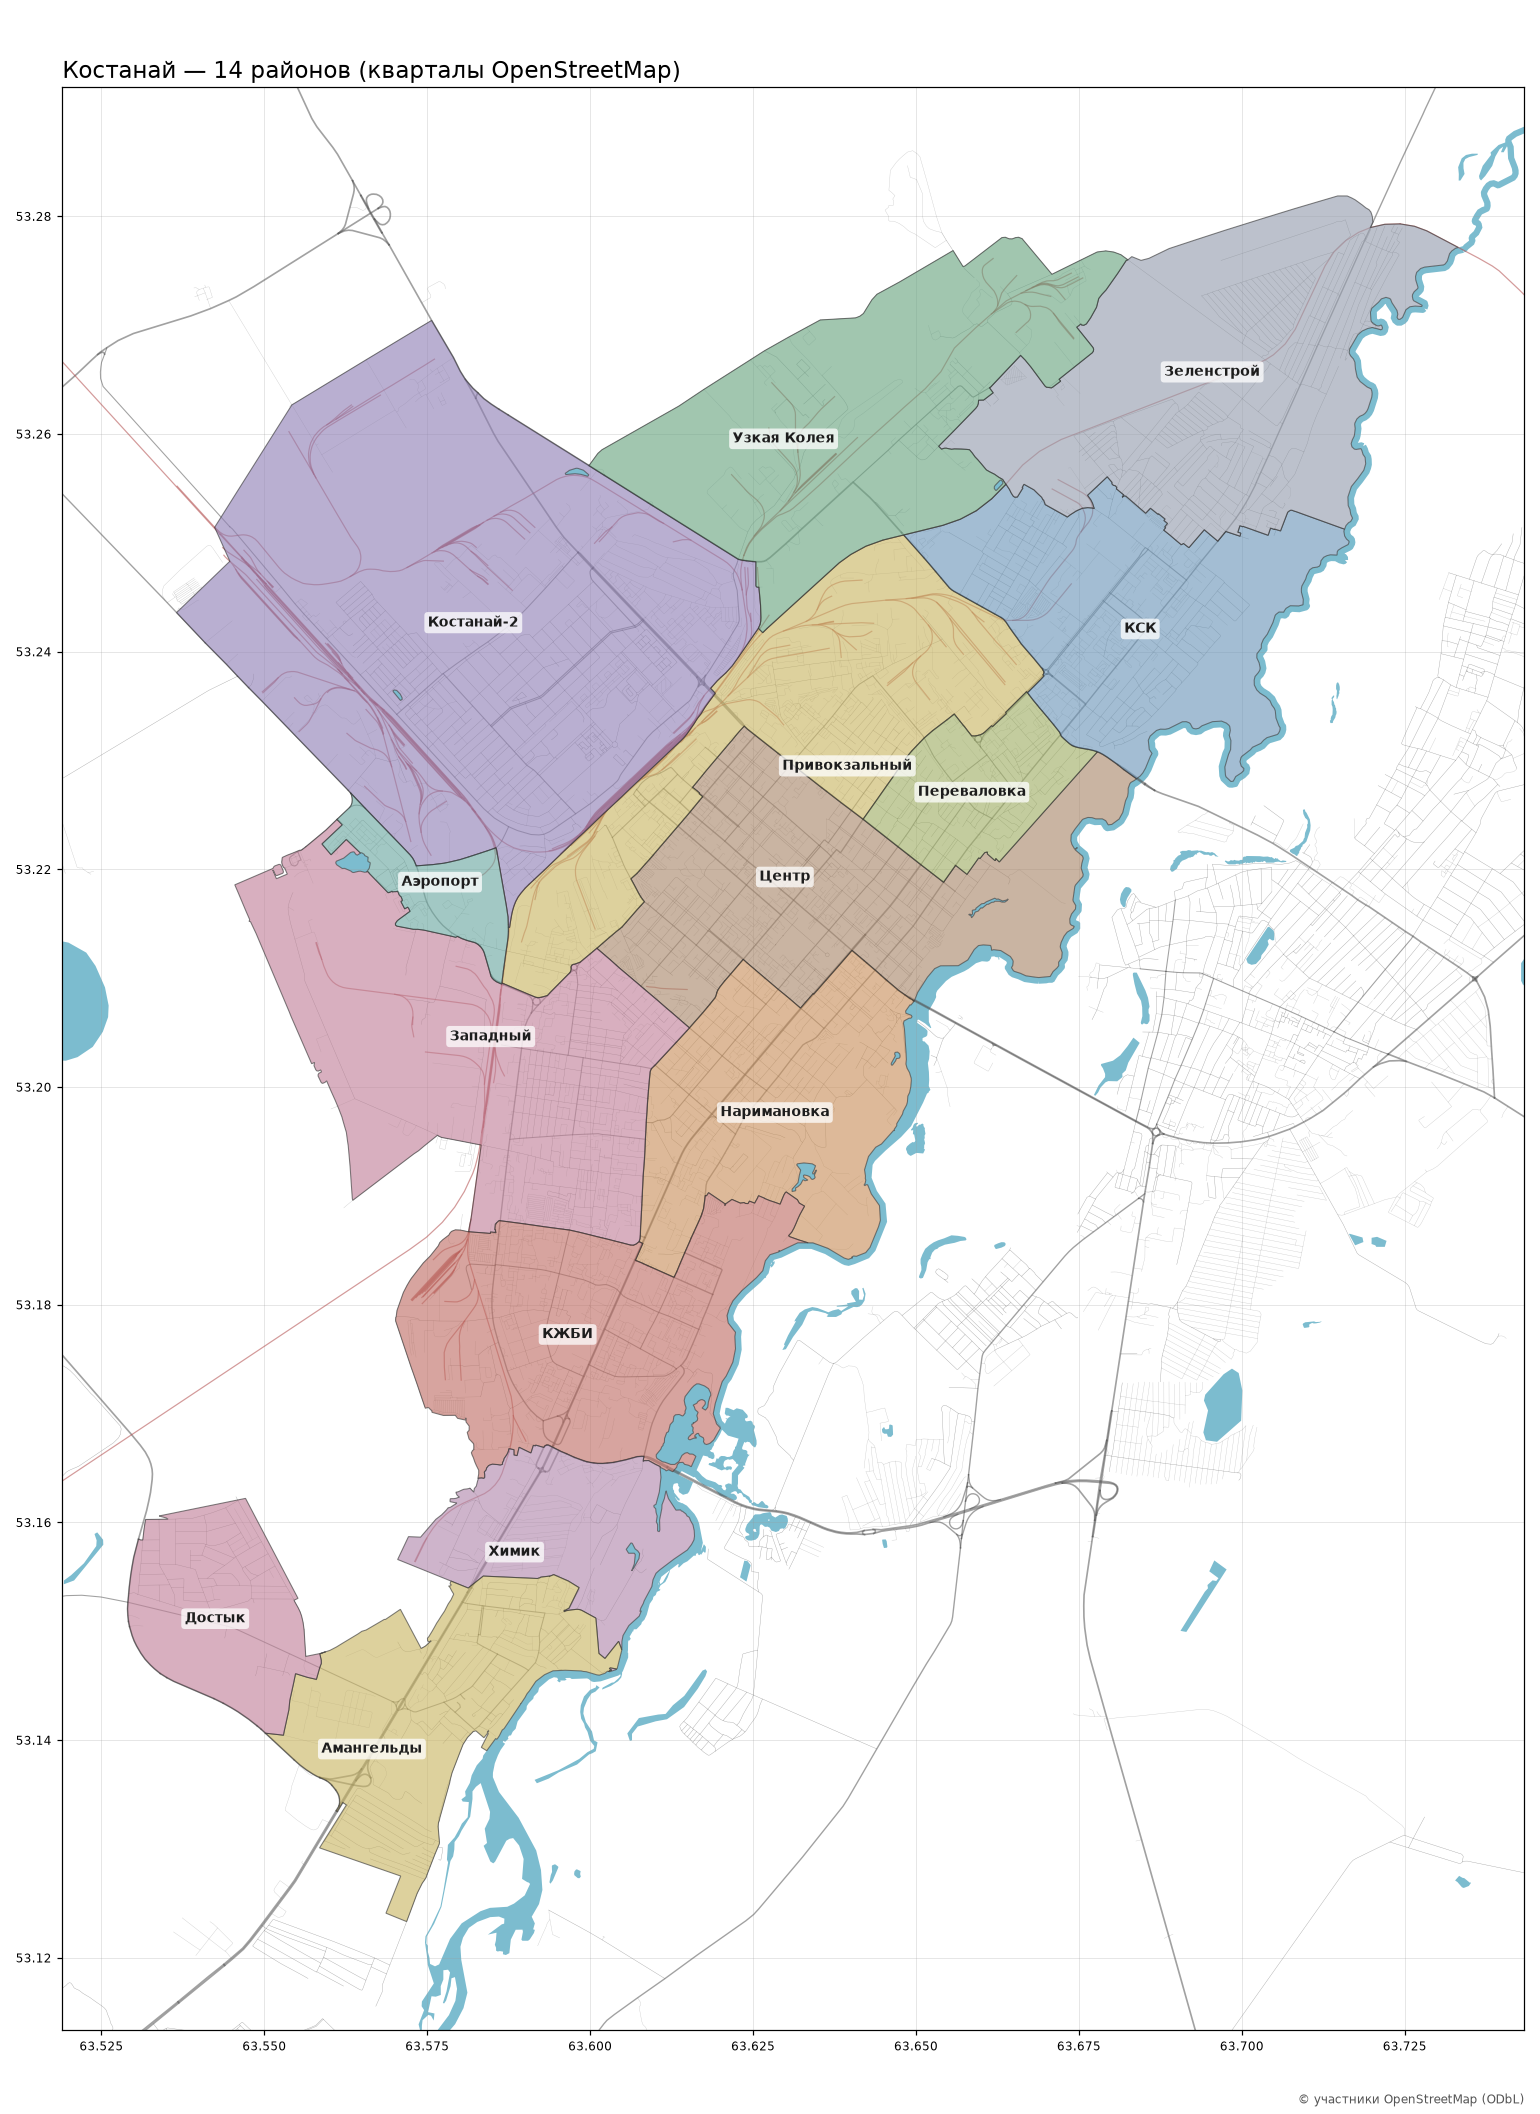 Костанай — 14 районов (кварталы OpenStreetMap)
53.28
Зеленстрой
53.26
Узкая Колея
Костанай-2
КСК
53.24
Привокзальный
Переваловка
53.22
Аэропорт
Центр
Западный
53.20
Наримановка
53.18
КЖБИ
53.16
Химик
Достык
53.14
Амангельды
53.12
63.525 63.550 63.575 63.600 63.625 63.650 63.675 63.700 63.725
© участники OpenStreetMap (ODbL)